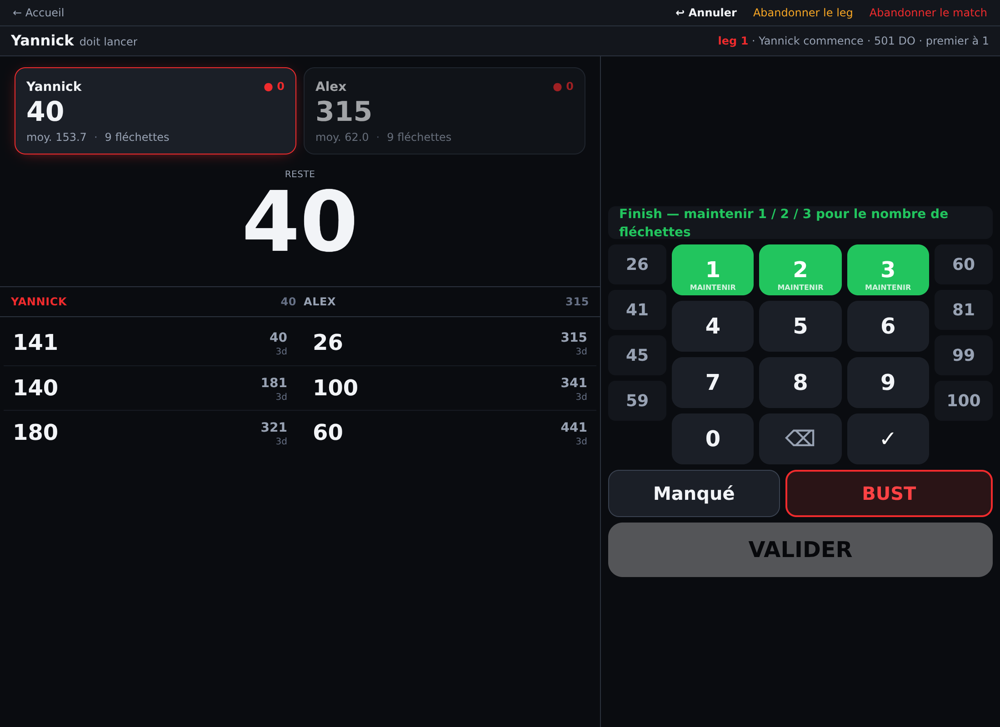 ← Accueil
↩ Annuler
Abandonner le leg
Abandonner le match
Yannick doit lancer
leg 1 · Yannick commence · 501 DO · premier à 1
Yannick
● 0
40
moy. 153.7 · 9 fléchettes
Alex
● 0
315
moy. 62.0 · 9 fléchettes
RESTE
40
YANNICK 40
ALEX 315
141 40 3d
26 315 3d
140 181 3d
100 341 3d
180 321 3d
60 441 3d
Finish — maintenir 1 / 2 / 3 pour le nombre de
fléchettes
26
41
45
59
1 MAINTENIR
2 MAINTENIR
3 MAINTENIR
4 5 6
7 8 9
0 ⌫ ✓
60
81
99
100
Manqué
BUST
VALIDER